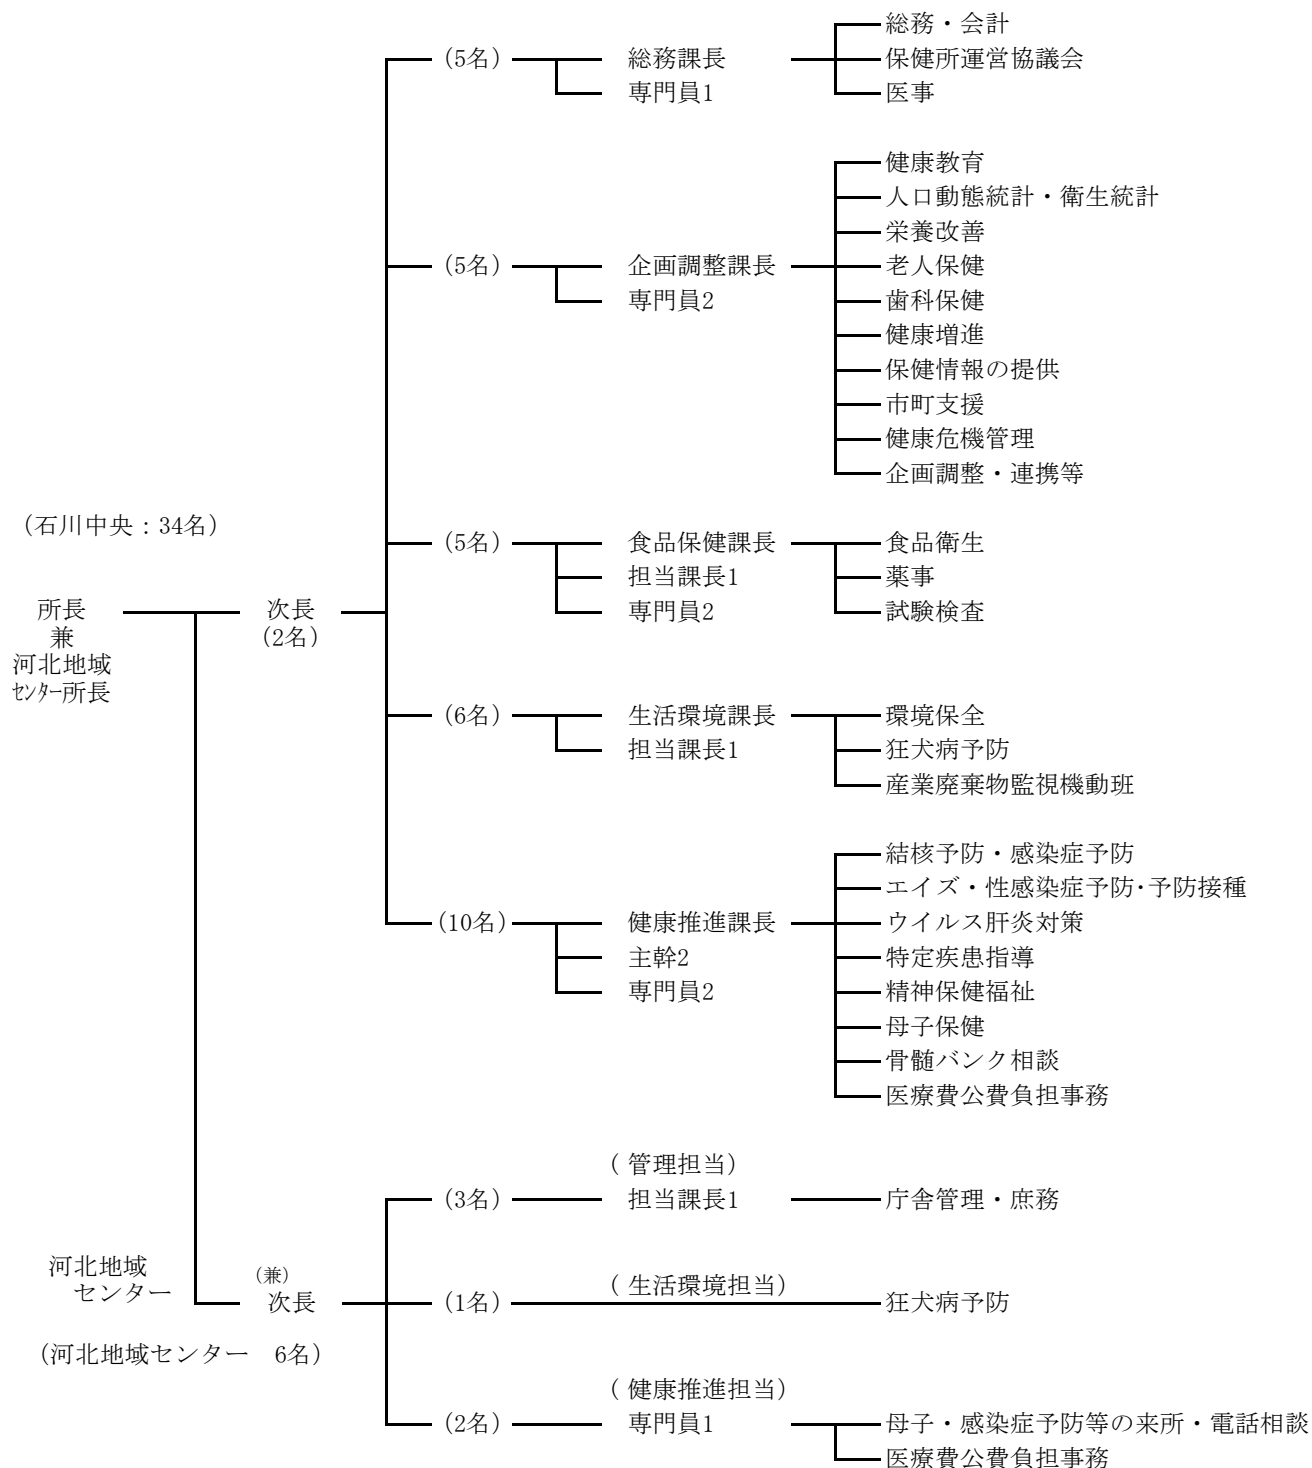 総務・会計
(5名) 総務課長 保健所運営協議会
専門員1 医事
健康教育
人口動態統計・衛生統計
栄養改善
(5名) 企画調整課長 老人保健
専門員2 歯科保健
健康増進
保健情報の提供
市町支援
健康危機管理
企画調整・連携等
(石川中央：34名)
(5名) 食品保健課長 食品衛生
担当課長1 薬事
所長 次長 専門員2 試験検査
兼 (2名)
河北地域
センター所長
(6名) 生活環境課長 環境保全
担当課長1 狂犬病予防
産業廃棄物監視機動班
結核予防・感染症予防
エイズ・性感染症予防･予防接種
(10名) 健康推進課長 ウイルス肝炎対策
主幹2 特定疾患指導
専門員2 精神保健福祉
母子保健
骨髄バンク相談
医療費公費負担事務
( 管理担当)
(3名) 担当課長1 庁舎管理・庶務
河北地域
センター
(兼) ( 生活環境担当)
次長 (1名) 狂犬病予防
(河北地域センター　6名)
( 健康推進担当)
(2名) 専門員1 母子・感染症予防等の来所・電話相談
医療費公費負担事務